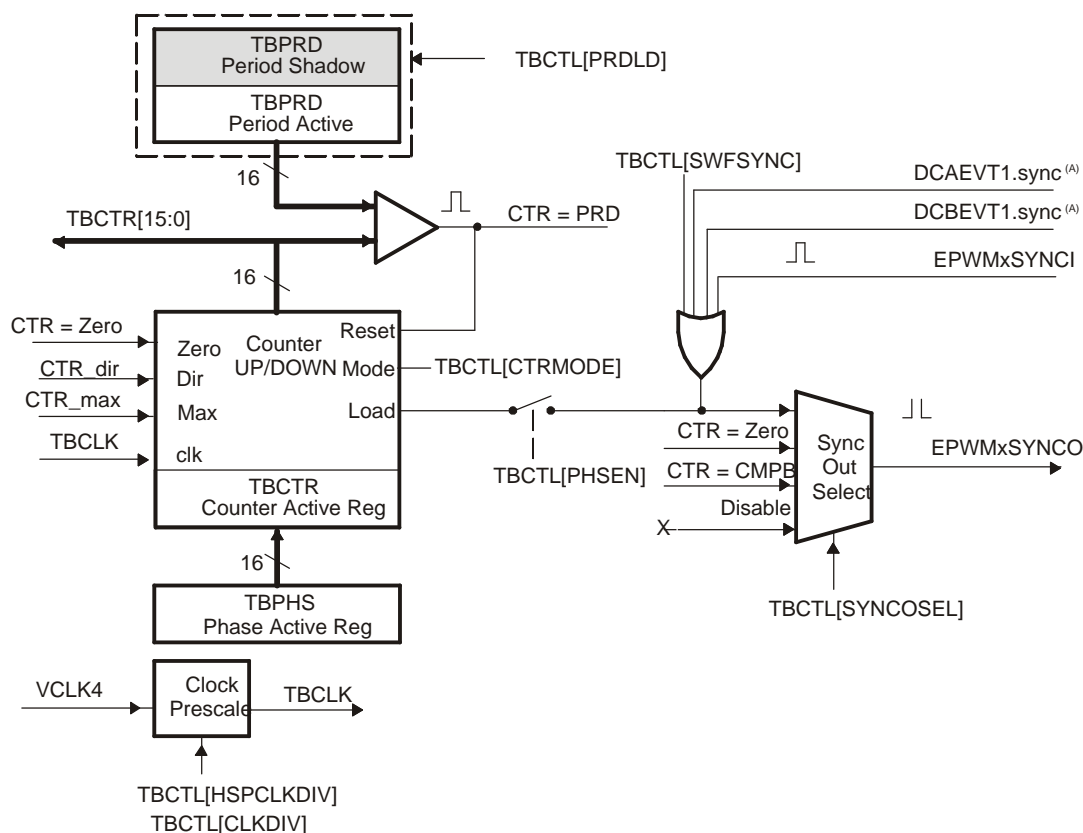 TBPRD
Period Shadow
TBPRD
Period Active
TBCTL[PRDLD]
16
TBCTR[15:0]
CTR = PRD
TBCTL[SWFSYNC]
DCAEVT1.sync (A)
DCBEVT1.sync (A)
EPWMxSYNCI
16
CTR = Zero
CTR_dir
CTR_max
TBCLK
Zero
Dir
Max
clk
Counter
UP/DOWN
Reset
Mode
Load
TBCTL[CTRMODE]
TBCTL[PHSEN]
TBCTR
Counter Active Reg
16
TBPHS
Phase Active Reg
CTR = Zero
CTR = CMPB
Disable
X
Sync
Out
Select
EPWMxSYNCO
TBCTL[SYNCOSEL]
VCLK4
Clock
Prescale
TBCLK
TBCTL[HSPCLKDIV]
TBCTL[CLKDIV]